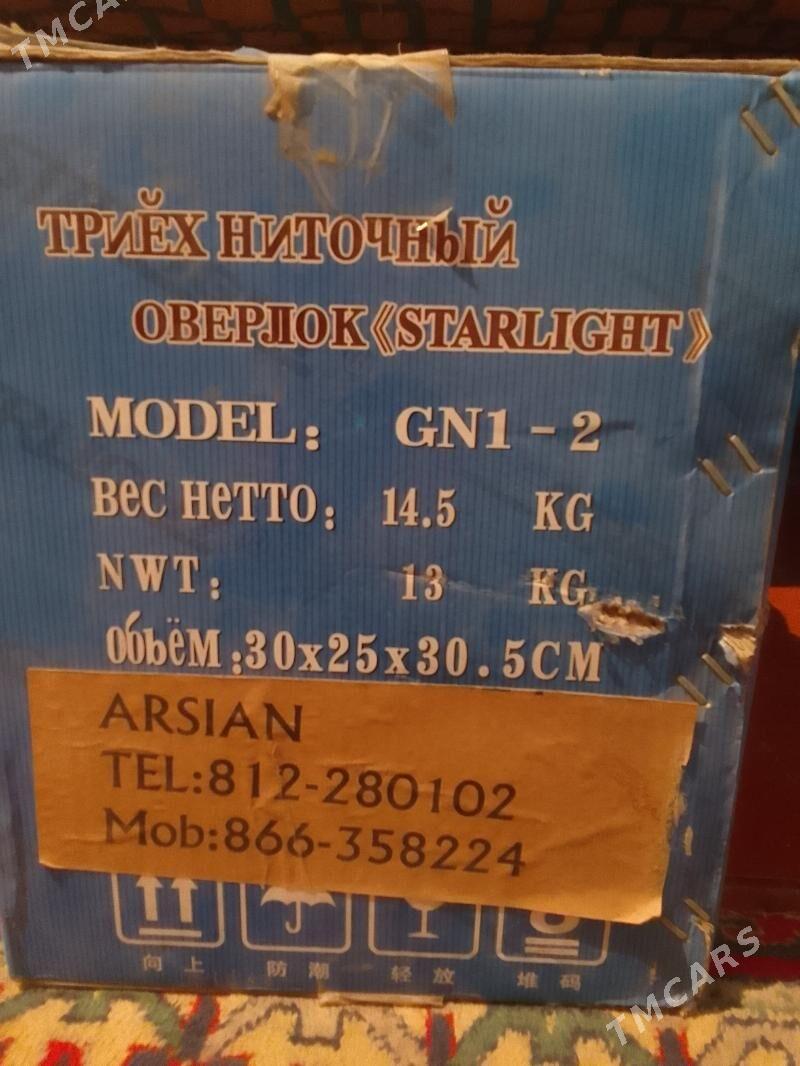 TMCARS
ТРИЁХ НИТОЧНЫЙ
ОВЕРЛОК《STARLIGHT》
MODEL: GN1-2
Вес нетто: 14.5 KG
NWT: 13 KG
Объём:30x25x30.5CM
ARSIAN
TEL:812-280102
Mob:866-358224
向上 防潮 轻放 堆码
TMCARS